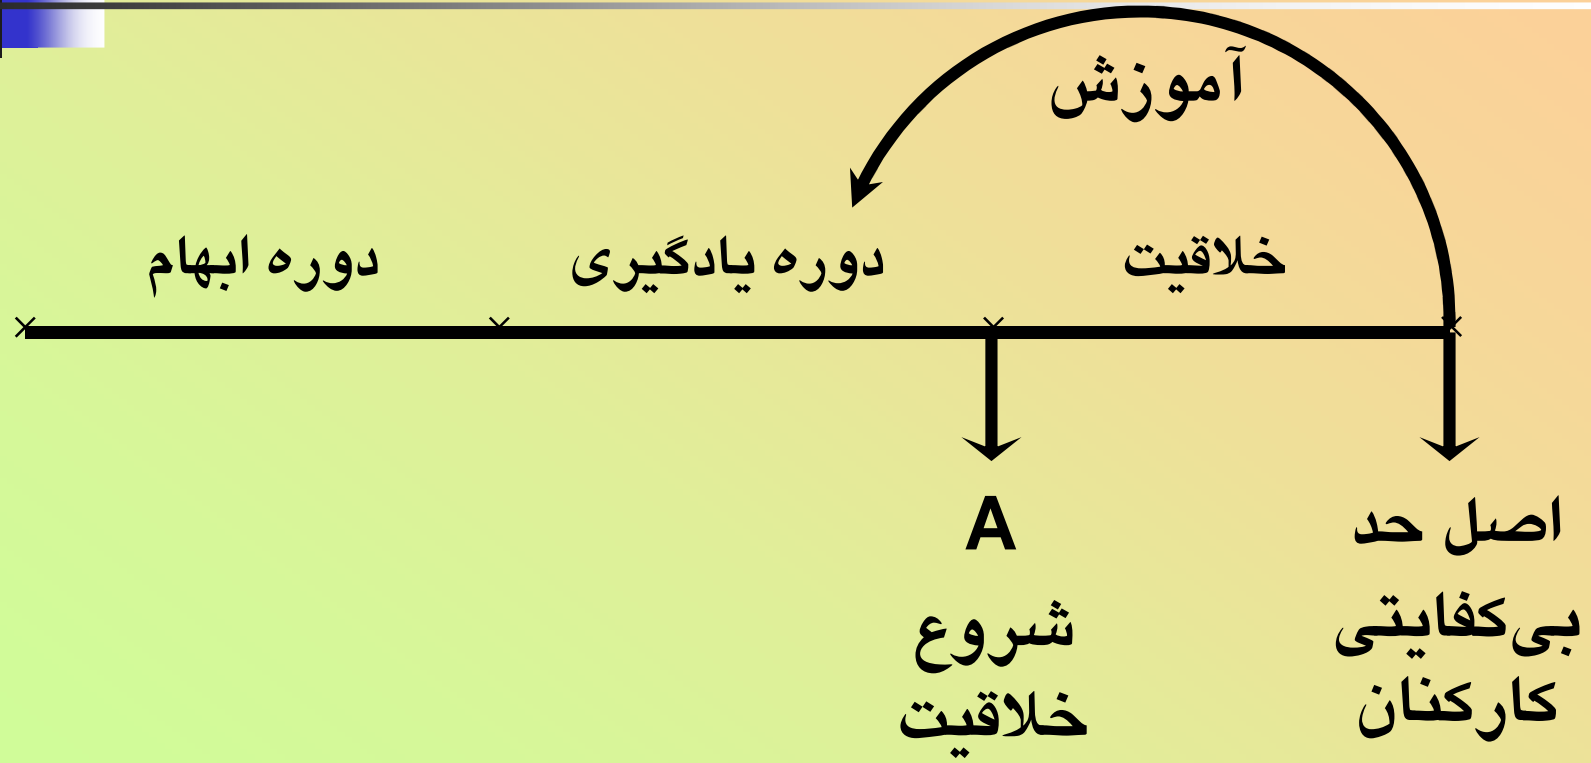 آموزش
خلاقیت
دوره یادگیری
دوره ابهام
A
شروع
خلاقیت
اصل حد
بی‌کفایتی
کارکنان